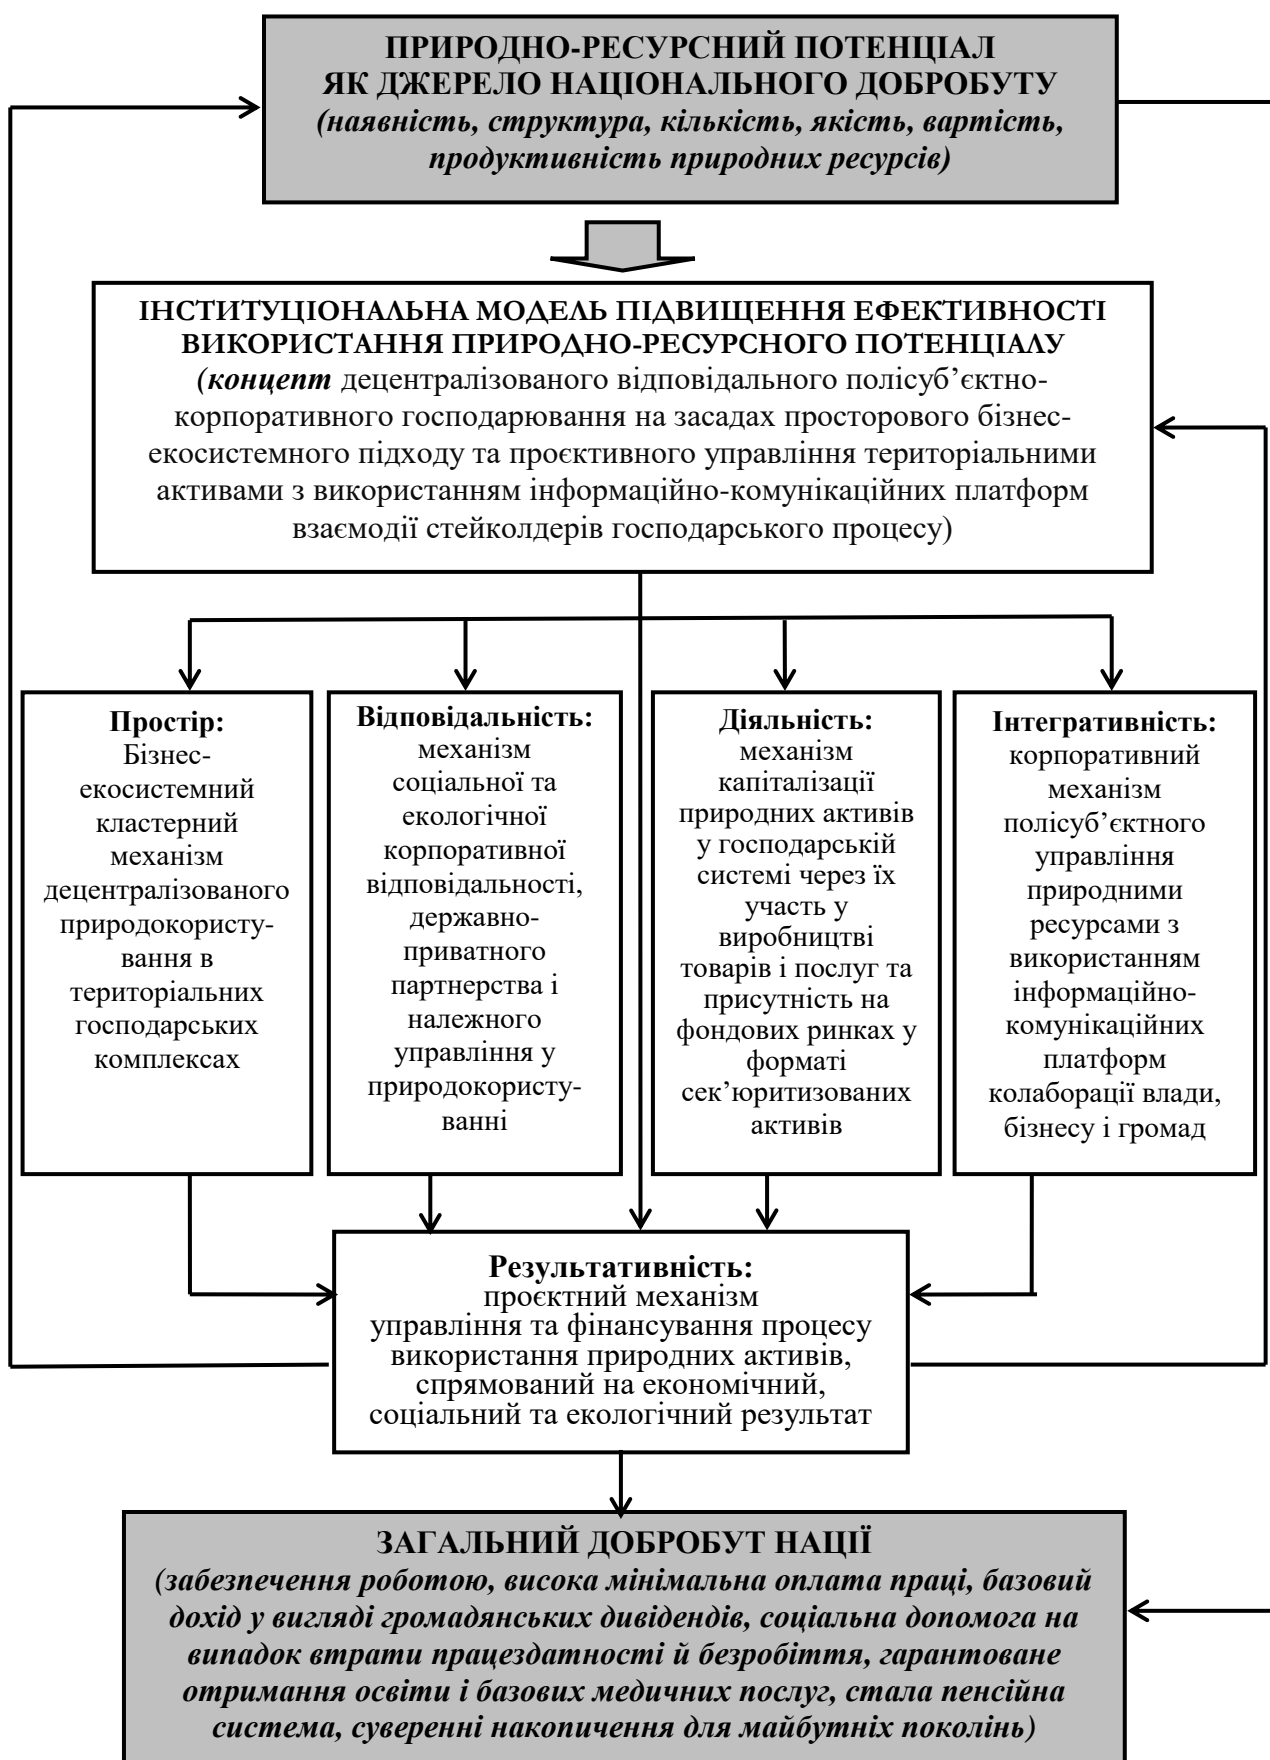 ПРИРОДНО-РЕСУРСНИЙ ПОТЕНЦІАЛ
ЯК ДЖЕРЕЛО НАЦІОНАЛЬНОГО ДОБРОБУТУ
(наявність, структура, кількість, якість, вартість,
продуктивність природних ресурсів)
ІНСТИТУЦІОНАЛЬНА МОДЕЛЬ ПІДВИЩЕННЯ ЕФЕКТИВНОСТІ
ВИКОРИСТАННЯ ПРИРОДНО-РЕСУРСНОГО ПОТЕНЦІАЛУ
(концепт децентралізованого відповідального полісуб’єктно-
корпоративного господарювання на засадах просторового бізнес-
екосистемного підходу та проєктивного управління територіальними
активами з використанням інформаційно-комунікаційних платформ
взаємодії стейколдерів господарського процесу)
Простір:
Бізнес-
екосистемний
кластерний
механізм
децентралізованого
природокористу-
вання в
територіальних
господарських
комплексах
Відповідальність:
механізм
соціальної та
екологічної
корпоративної
відповідальності,
державно-
приватного
партнерства і
належного
управління у
природокористу-
ванні
Діяльність:
механізм
капіталізації
природних активів
у господарській
системі через їх
участь у
виробництві
товарів і послуг та
присутність на
фондових ринках у
форматі
сек’юритизованих
активів
Інтегративність:
корпоративний
механізм
полісуб’єктного
управління
природними
ресурсами з
використанням
інформаційно-
комунікаційних
платформ
колаборації влади,
бізнесу і громад
Результативність:
проєктний механізм
управління та фінансування процесу
використання природних активів,
спрямований на економічний,
соціальний та екологічний результат
ЗАГАЛЬНИЙ ДОБРОБУТ НАЦІЇ
(забезпечення роботою, висока мінімальна оплата праці, базовий
дохід у вигляді громадянських дивідендів, соціальна допомога на
випадок втрати працездатності й безробіття, гарантоване
отримання освіти і базових медичних послуг, стала пенсійна
система, суверенні накопичення для майбутніх поколінь)